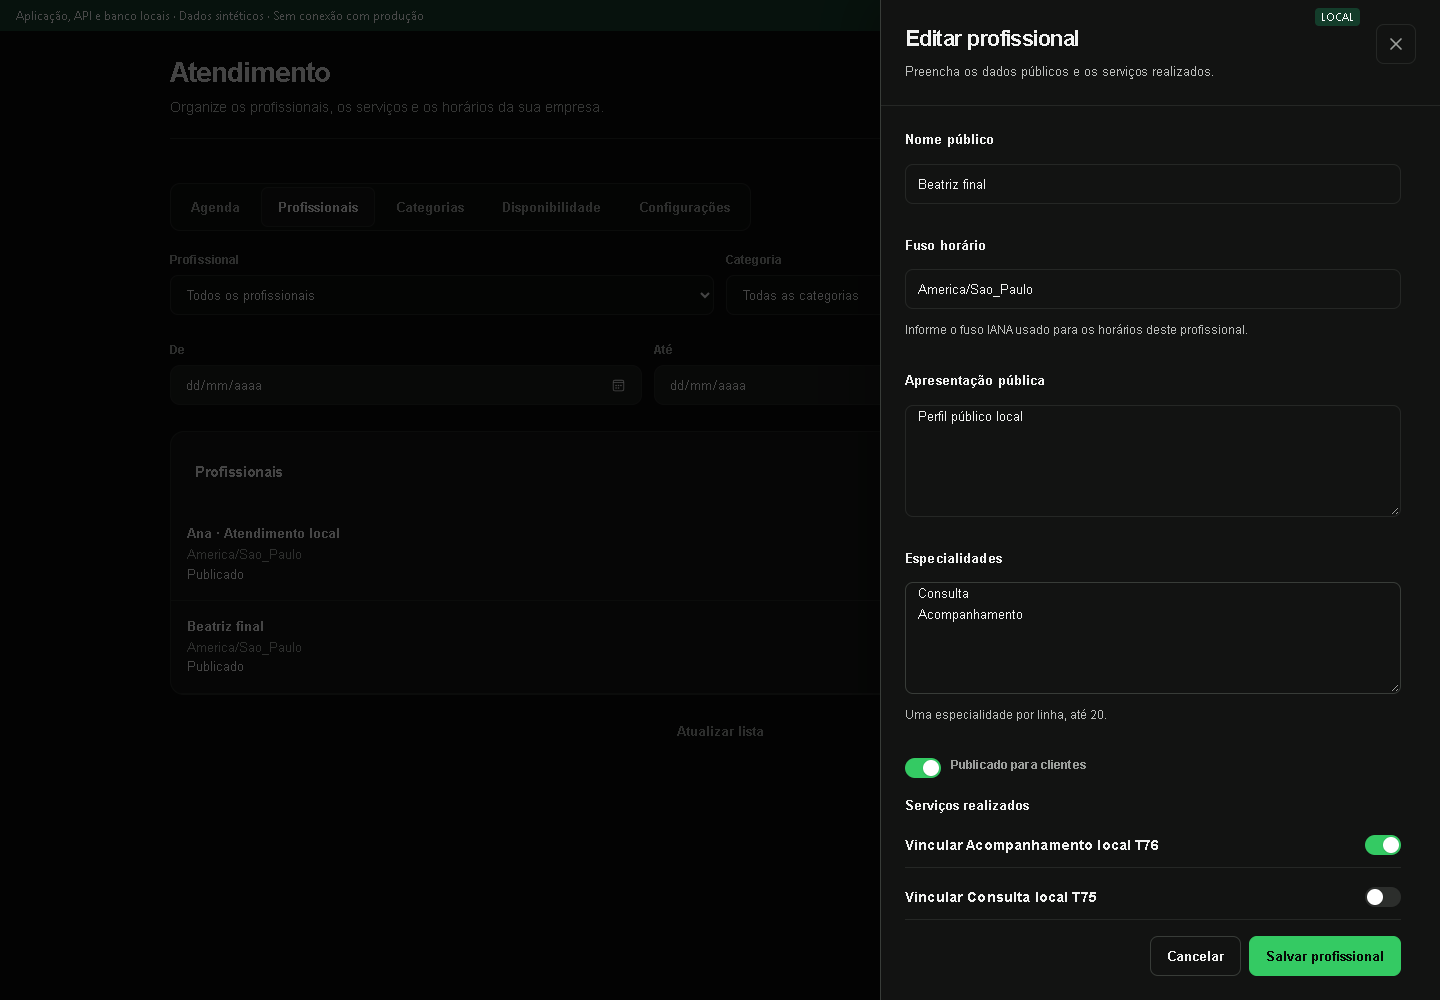 Aplicação, API e banco locais · Dados sintéticos · Sem conexão com produção
Atendimento
Organize os profissionais, os serviços e os horários da sua empresa.
Agenda
Profissionais
Categorias
Disponibilidade
Configurações
Profissional
Categoria
Todos os profissionais
Todas as categorias
De
Até
dd/mm/aaaa
dd/mm/aaaa
Profissionais
Ana · Atendimento local
America/Sao_Paulo
Publicado
Beatriz final
America/Sao_Paulo
Publicado
Atualizar lista
LOCAL
Editar profissional
Preencha os dados públicos e os serviços realizados.
Nome público
Beatriz final
Fuso horário
America/Sao_Paulo
Informe o fuso IANA usado para os horários deste profissional.
Apresentação pública
Perfil público local
Especialidades
Consulta
Acompanhamento
Uma especialidade por linha, até 20.
Publicado para clientes
Serviços realizados
Vincular Acompanhamento local T76
Vincular Consulta local T75
Cancelar
Salvar profissional